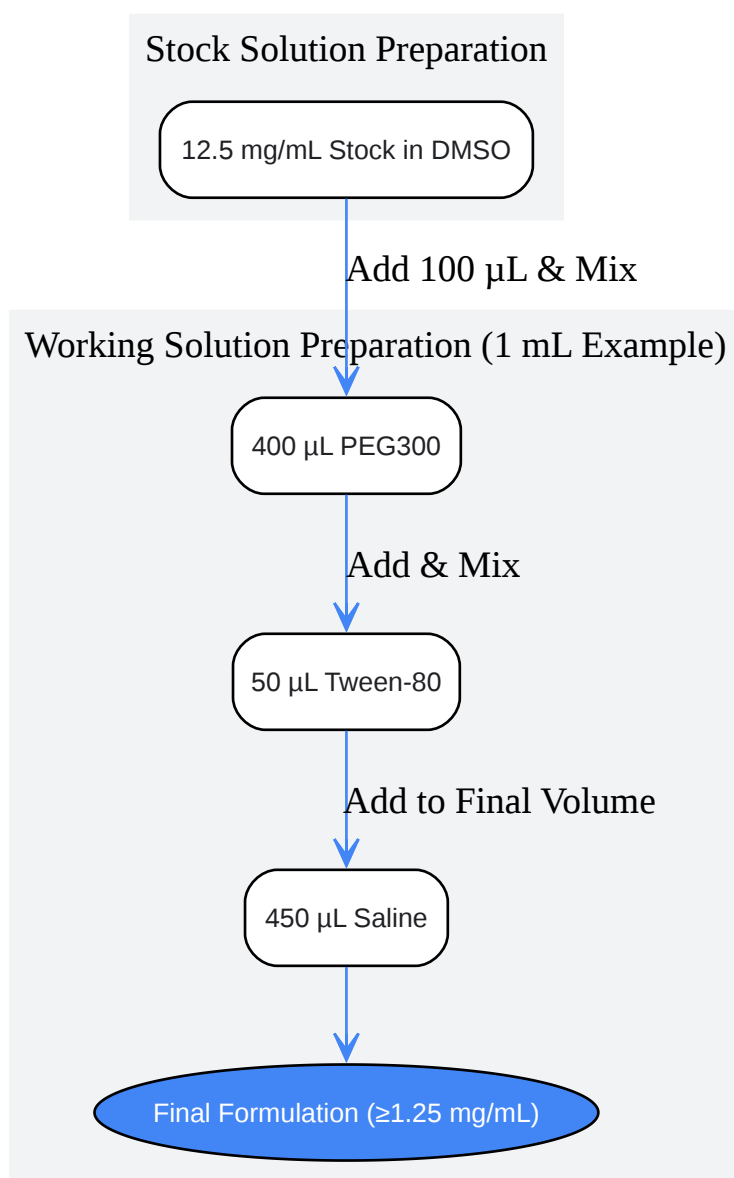 Stock Solution Preparation
12.5 mg/mL Stock in DMSO
Add 100 µL & Mix
Working Solution Preparation (1 mL Example)
400 µL PEG300
Add & Mix
50 µL Tween-80
Add to Final Volume
450 µL Saline
Final Formulation (≥1.25 mg/mL)